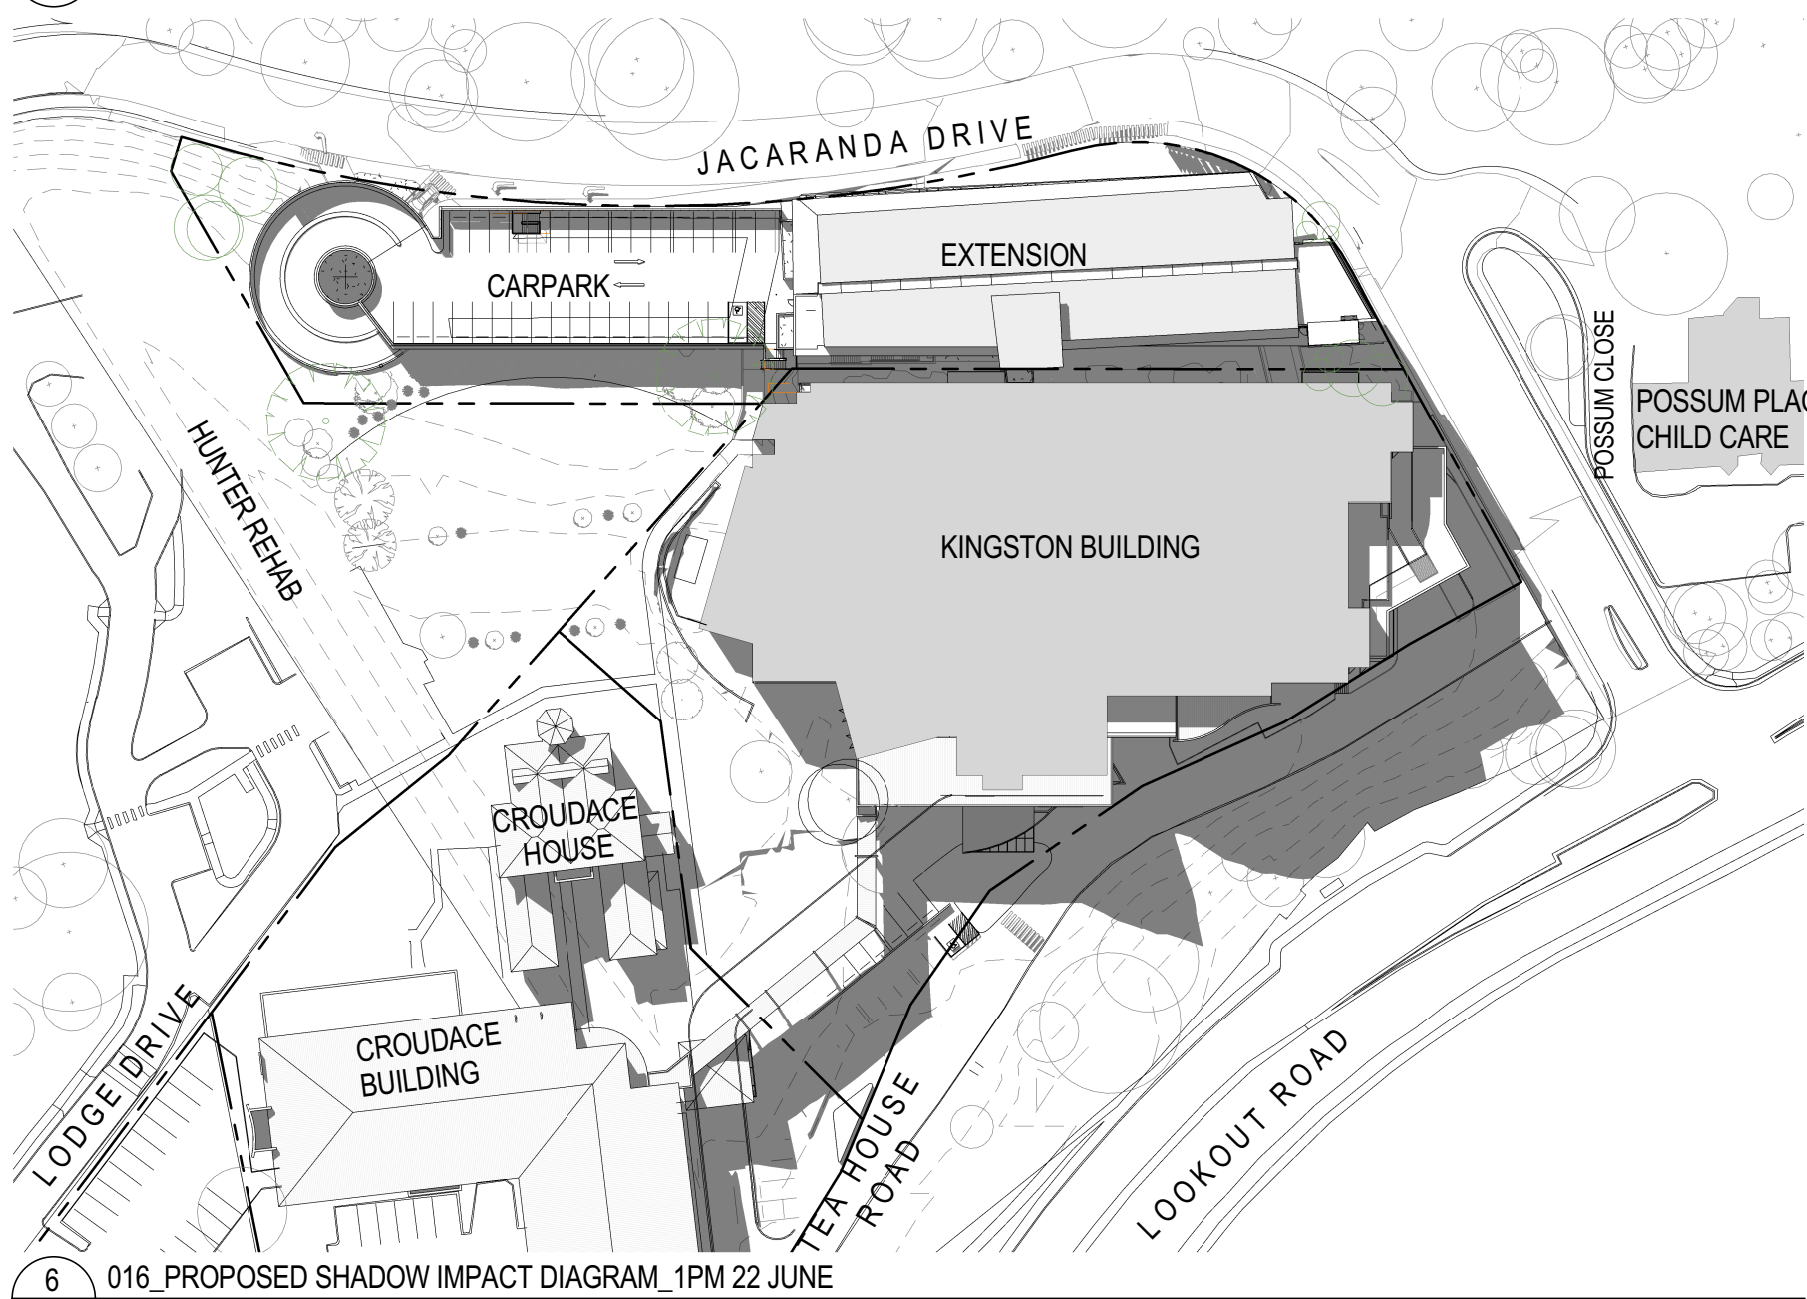 JACARANDA DRIVE
EXTENSION
CARPARK
POSSUM CLOSE
POSSUM PLAC
CHILD CARE
HUNTER REHAB
KINGSTON BUILDING
CROUDACE
HOUSE
CROUDACE
BUILDING
LODGE DRIVE
TEA HOUSE
ROAD
LOOKOUT ROAD
6
016_PROPOSED SHADOW IMPACT DIAGRAM_1PM 22 JUNE